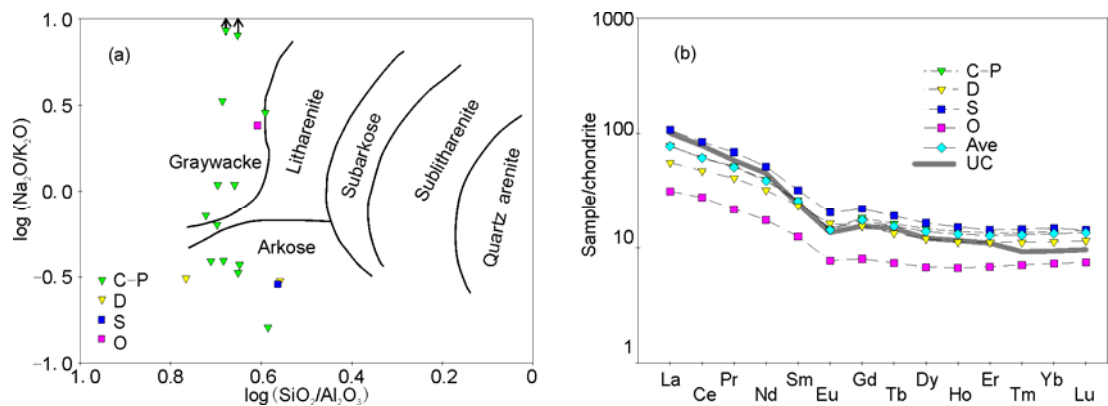 (a)
1.0
0.5
0.0
−0.5
−1.0
log (Na₂O/K₂O)
Graywacke
Litharenite
Subarkose
Sublitharenite
Quartz arenite
Arkose
C−P
D
S
O
1.0 0.8 0.6 0.4 0.2 0
log (SiO₂/Al₂O₃)
(b)
1000
100
10
1
Sample/chondrite
C−P
D
S
O
Ave
UC
La Ce Pr Nd Sm Eu Gd Tb Dy Ho Er Tm Yb Lu